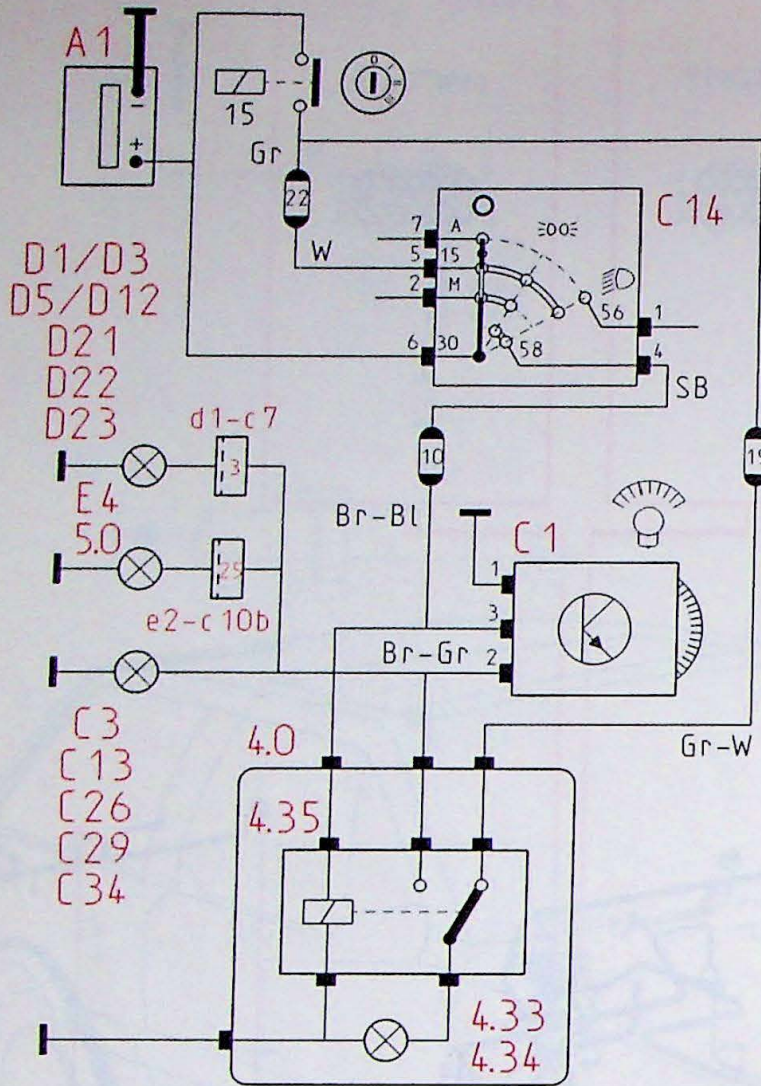 A1
−
+
15
Gr
22
W
C14
7 A
5 15
2 M
6 30
56 1
58 4
SB
D1/D3
D5/D12
D21
D22
D23
d1-c7
3
E4
5.0
25
e2-c10b
10
19
Br-Bl
C1
1
3
2
Br-Gr
Gr-W
C3
C13
C26
C29
C34
4.0
4.35
4.33
4.34